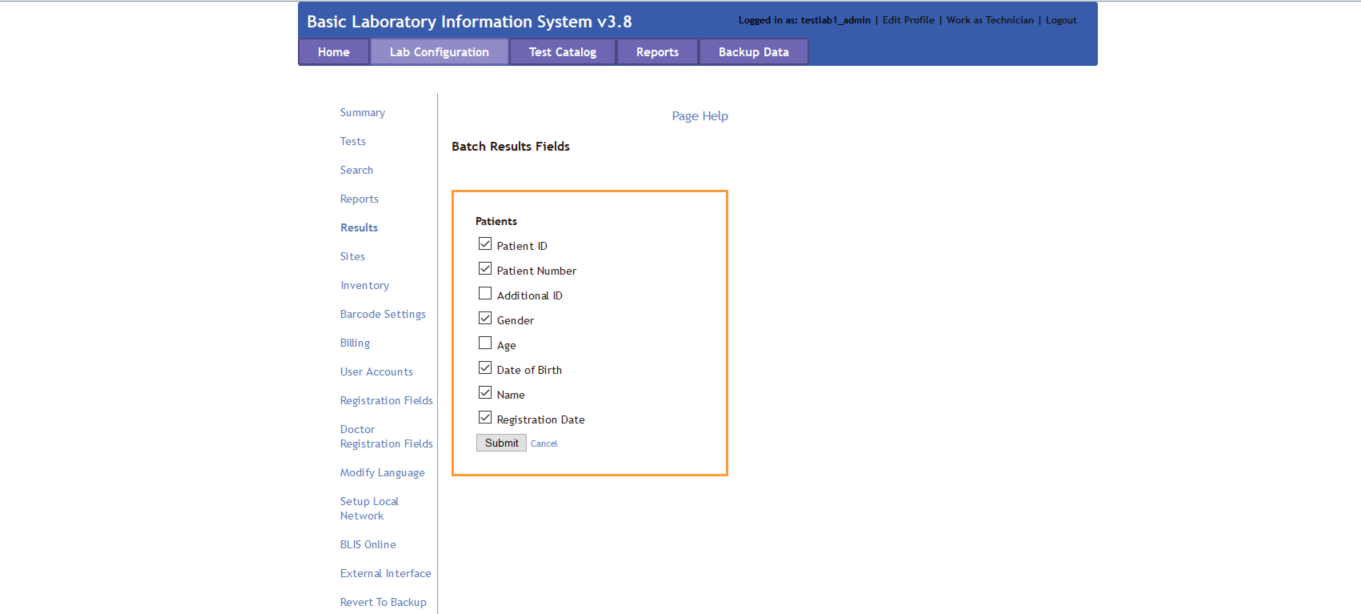 Basic Laboratory Information System v3.8
Logged in as: testlab1_admin | Edit Profile | Work as Technician | Logout
Home Lab Configuration Test Catalog Reports Backup Data
Summary
Tests
Search
Reports
Results
Sites
Inventory
Barcode Settings
Billing
User Accounts
Registration Fields
Doctor
Registration Fields
Modify Language
Setup Local
Network
BLIS Online
External Interface
Revert To Backup
Page Help
Batch Results Fields
Patients
Patient ID
Patient Number
Additional ID
Gender
Age
Date of Birth
Name
Registration Date
Submit Cancel